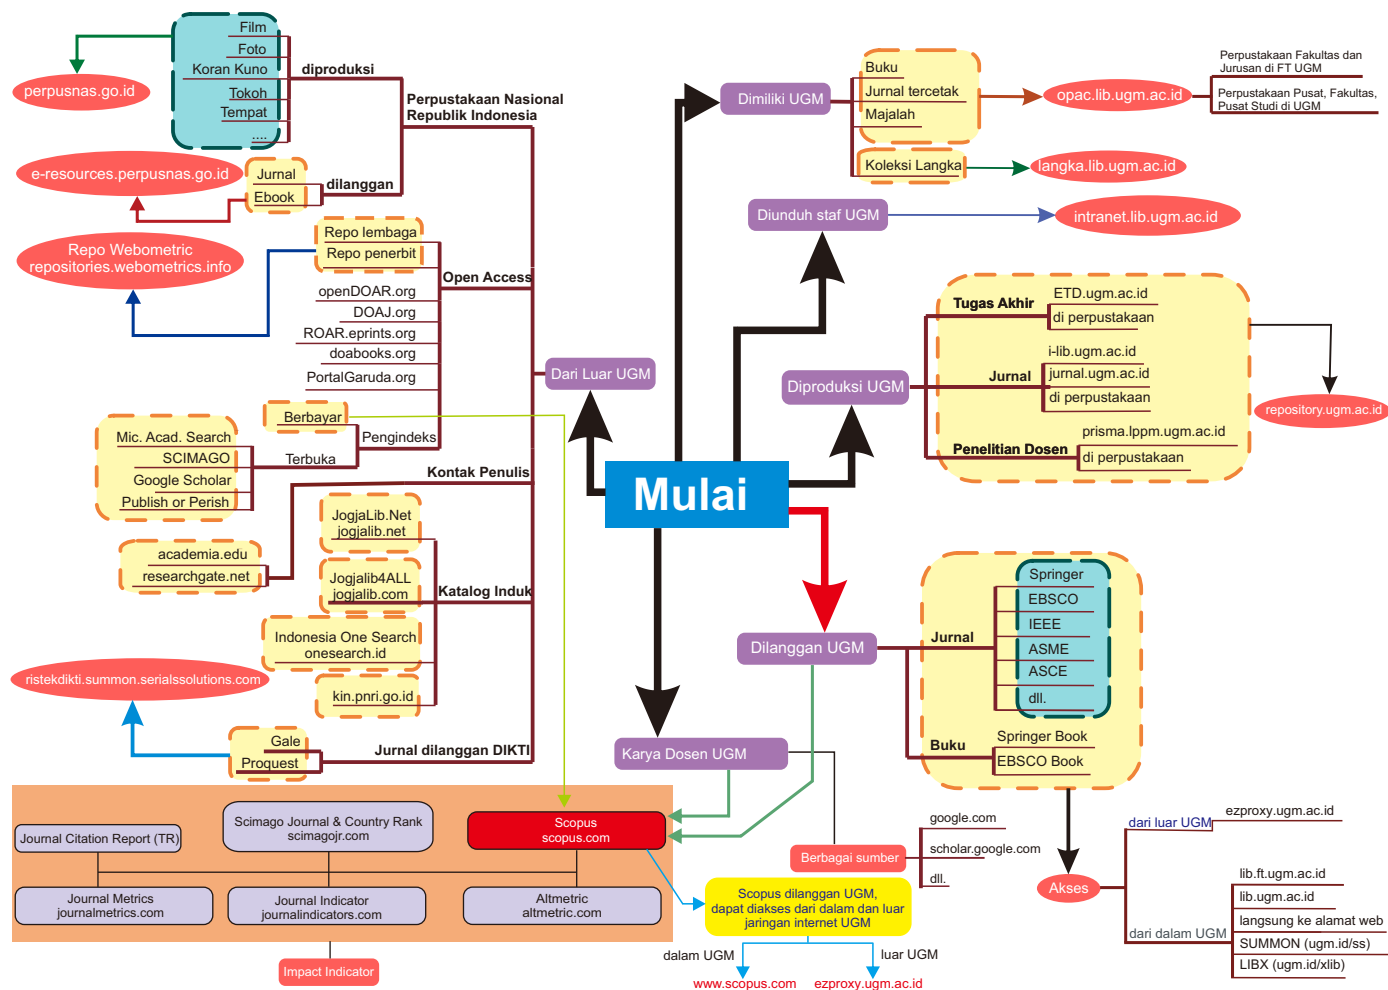 Film
Foto
Koran Kuno
Tokoh
Tempat
....
diproduksi
perpusnas.go.id
Perpustakaan Nasional
Republik Indonesia
e-resources.perpusnas.go.id
Jurnal
Ebook
dilanggan
Repo Webometric
repositories.webometrics.info
Repo lembaga
Repo penerbit
Open Access
openDOAR.org
DOAJ.org
ROAR.eprints.org
doabooks.org
PortalGaruda.org
Dari Luar UGM
Berbayar
Pengindeks
Terbuka
Mic. Acad. Search
SCIMAGO
Google Scholar
Publish or Perish
Kontak Penulis
academia.edu
researchgate.net
JogjaLib.Net
jogjalib.net
Jogjalib4ALL
jogjalib.com
Katalog Induk
Indonesia One Search
onesearch.id
kin.pnri.go.id
ristekdikti.summon.serialssolutions.com
Gale
Proquest
Jurnal dilanggan DIKTI
Mulai
Dimiliki UGM
Buku
Jurnal tercetak
Majalah
Koleksi Langka
opac.lib.ugm.ac.id
Perpustakaan Fakultas dan
Jurusan di FT UGM
Perpustakaan Pusat, Fakultas,
Pusat Studi di UGM
langka.lib.ugm.ac.id
Diunduh staf UGM
intranet.lib.ugm.ac.id
Diproduksi UGM
Tugas Akhir
ETD.ugm.ac.id
di perpustakaan
Jurnal
i-lib.ugm.ac.id
jurnal.ugm.ac.id
di perpustakaan
Penelitian Dosen
prisma.lppm.ugm.ac.id
di perpustakaan
repository.ugm.ac.id
Dilanggan UGM
Jurnal
Springer
EBSCO
IEEE
ASME
ASCE
dll.
Buku
Springer Book
EBSCO Book
Akses
dari luar UGM
ezproxy.ugm.ac.id
dari dalam UGM
lib.ft.ugm.ac.id
lib.ugm.ac.id
langsung ke alamat web
SUMMON (ugm.id/ss)
LIBX (ugm.id/xlib)
Karya Dosen UGM
Berbagai sumber
google.com
scholar.google.com
dll.
Journal Citation Report (TR)
Scimago Journal & Country Rank
scimagojr.com
Scopus
scopus.com
Journal Metrics
journalmetrics.com
Journal Indicator
journalindicators.com
Altmetric
altmetric.com
Impact Indicator
Scopus dilanggan UGM,
dapat diakses dari dalam dan luar
jaringan internet UGM
dalam UGM
luar UGM
www.scopus.com
ezproxy.ugm.ac.id